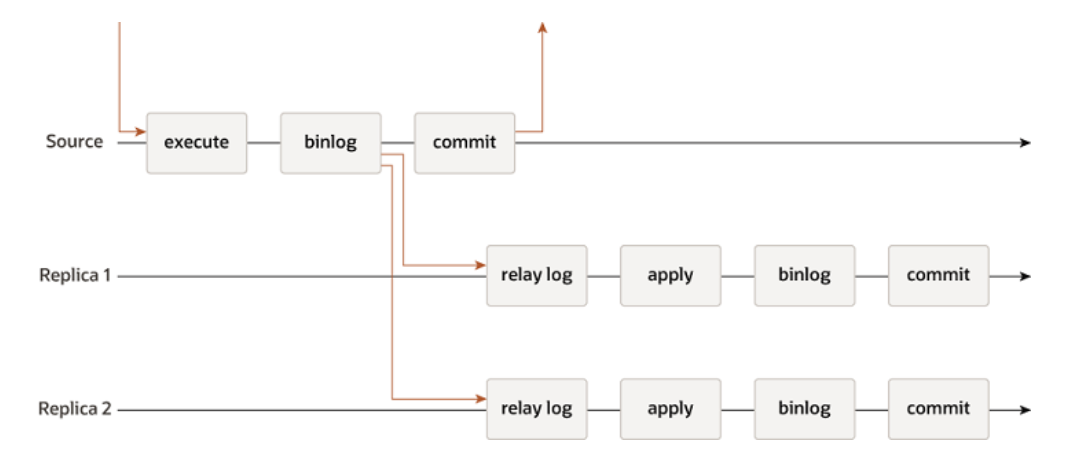 Source execute binlog commit
Replica 1 relay log apply binlog commit
Replica 2 relay log apply binlog commit